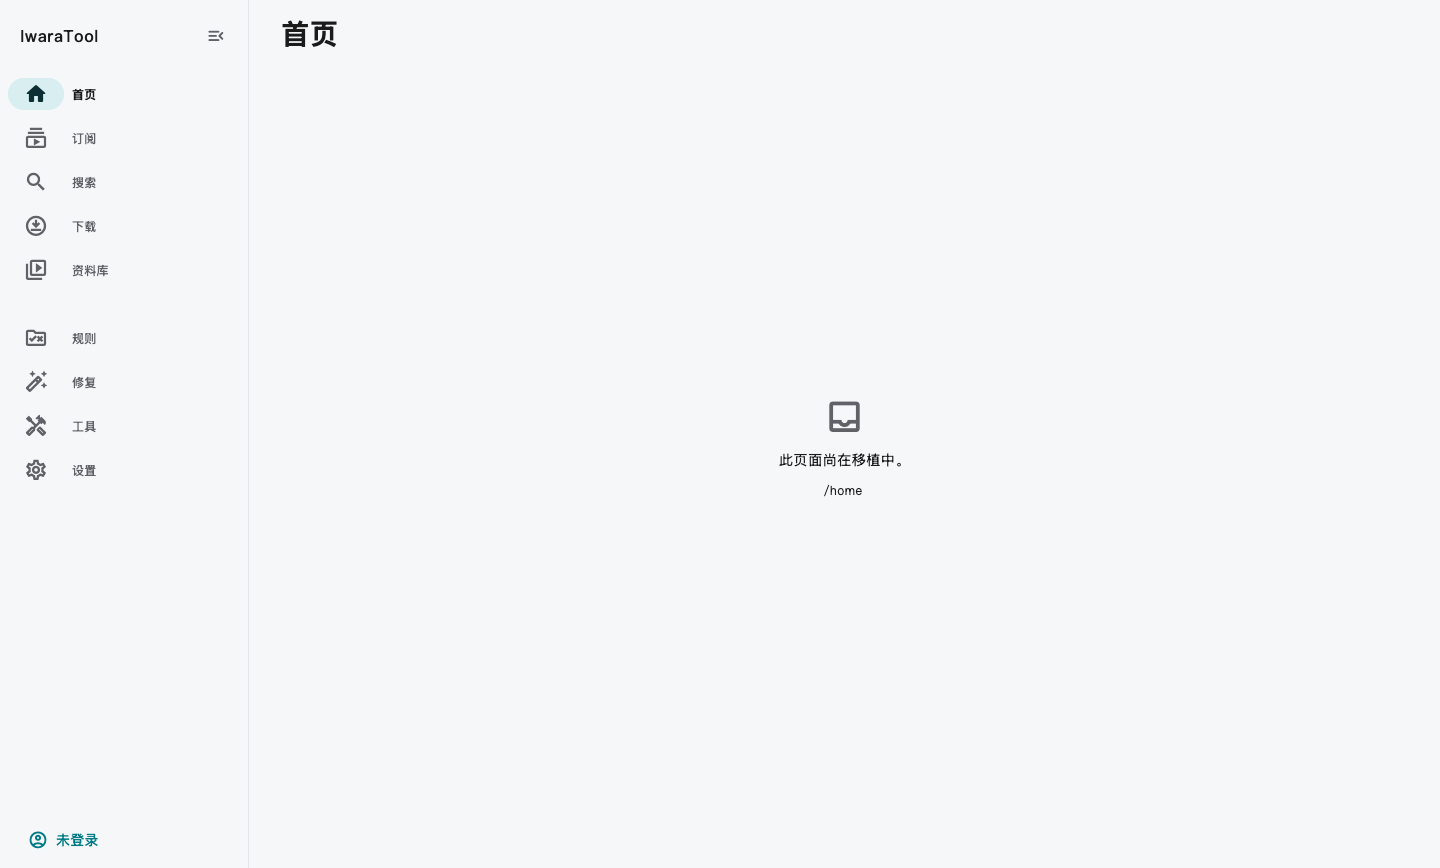 IwaraTool
首页
订阅
搜索
下载
资料库
规则
修复
工具
设置
未登录
首页
此页面尚在移植中。
/home